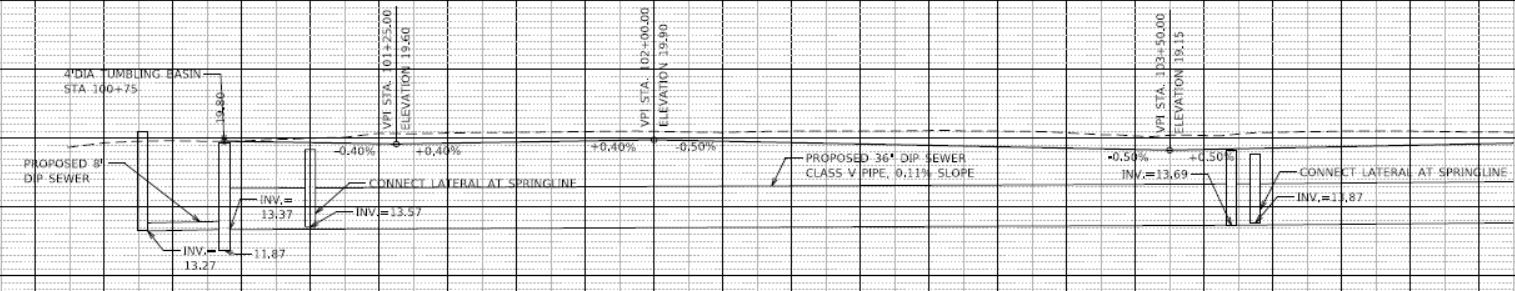 4'DIA TUMBLING BASIN
STA 100+75
19.80
VPI STA. 101+25.00
ELEVATION 19.60
VPI STA. 102+00.00
ELEVATION 19.90
VPI STA. 103+50.00
ELEVATION 19.15
-0.40%
+0.40%
+0.40%
-0.50%
-0.50%
+0.50%
PROPOSED 8"
DIP SEWER
PROPOSED 36" DIP SEWER
CLASS V PIPE, 0.11% SLOPE
CONNECT LATERAL AT SPRINGLINE
INV.=
13.37
INV.=13.57
INV.=
13.27
11.87
INV.=13.69
CONNECT LATERAL AT SPRINGLINE
INV.=13.87